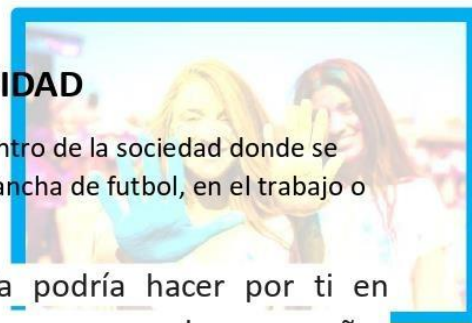 IDAD
ntro de la sociedad donde se
ancha de futbol, en el trabajo o
a podría hacer por ti en